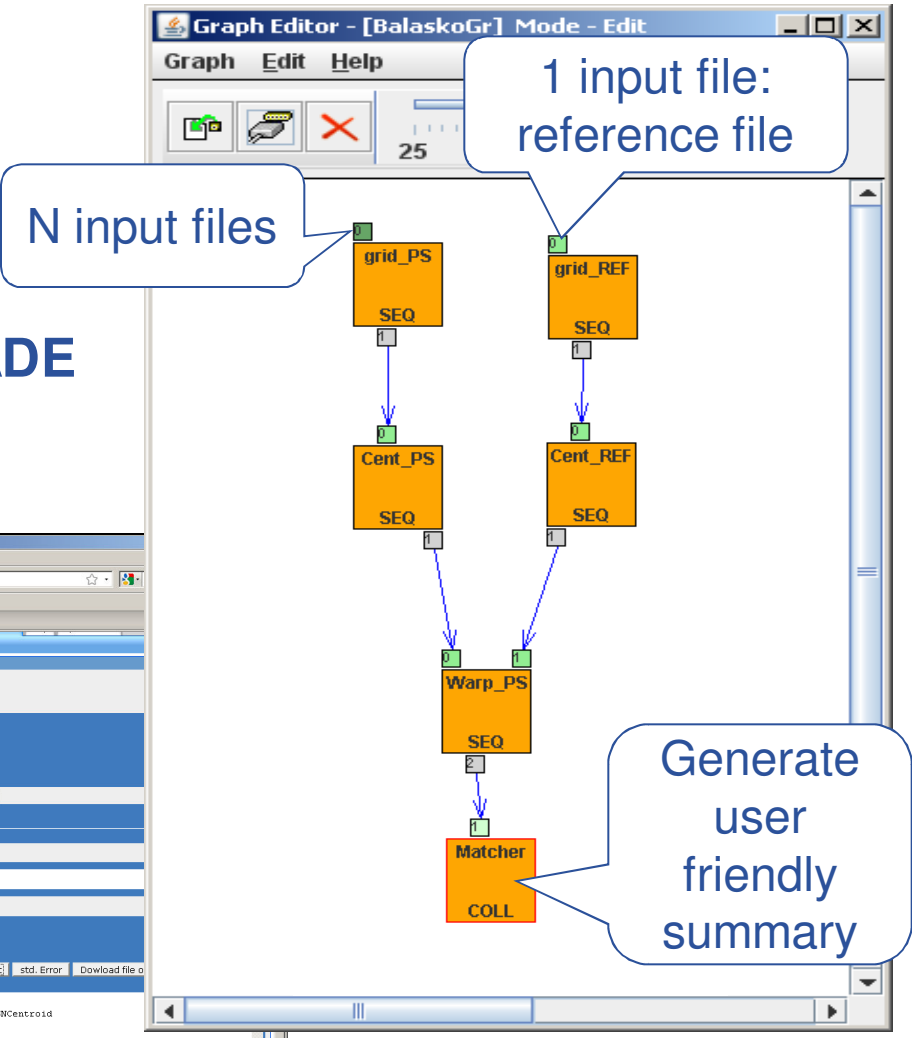 Graph Editor - [BalaskoGr] Mode - Edit
Graph Edit Help
1 input file:
reference file
25
N input files
0
0
grid_PS
SEQ
1
grid_REF
SEQ
1
ADE
0
0
Cent_PS
SEQ
1
Cent_REF
SEQ
1
0
1
Warp_PS
SEQ
2
1
Matcher
COLL
Generate
user
friendly
summary
std. Error
Dowload file o
NCentroid